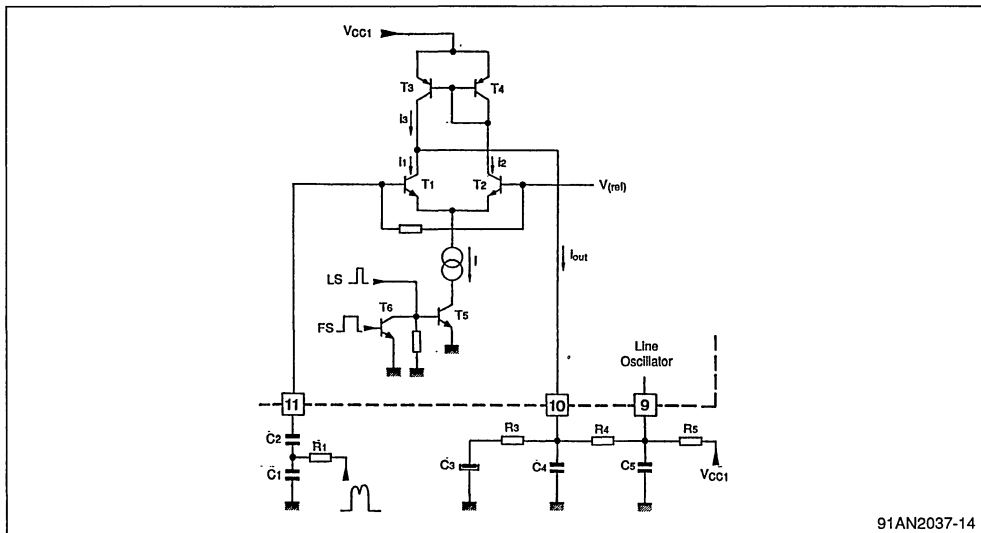 VCC1
T3
T4
I3
I1
I2
T1
T2
V(ref)
I
Iout
LS
T6
T5
FS
Line
Oscillator
11
10
9
C2
R1
C1
R3
R4
R5
C3
C4
C5
VCC1
91AN2037-14